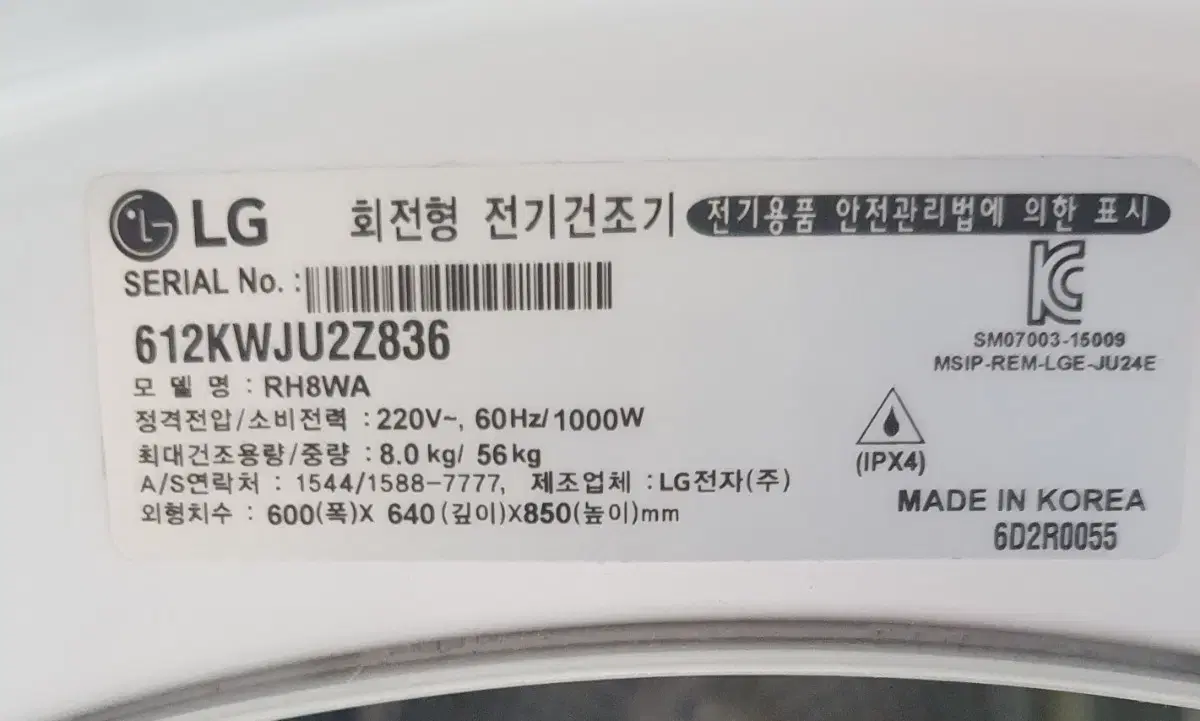 LG 회전형 전기건조기 전기용품 안전관리법에 의한 표시
SERIAL No. :
612KWJU2Z836
모 델 명 : RH8WA
정격전압/소비전력 : 220V~, 60Hz/1000W
최대건조용량/중량 : 8.0 kg/ 56kg
A/S연락처 : 1544/1588-7777, 제조업체 : LG전자(주)
외형치수 : 600(폭)X 640 (깊이)X850(높이)mm
SM07003-15009
MSIP-REM-LGE-JU24E
(IPX4)
MADE IN KOREA
6D2R0055